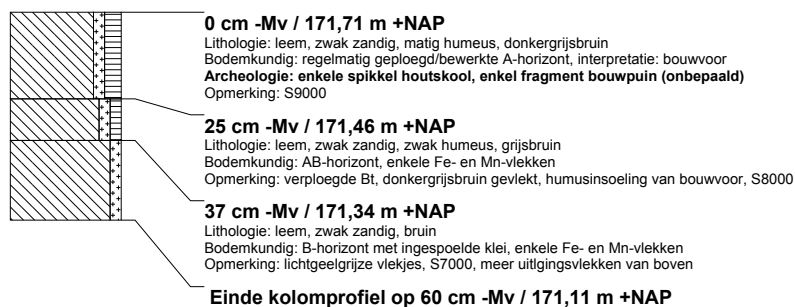 0 cm -Mv / 171,71 m +NAP
Lithologie: leem, zwak zandig, matig humeus, donkergrijsbruin
Bodemkundig: regelmatig geploegd/bewerkte A-horizont, interpretatie: bouwvoor
Archeologie: enkele spikkel houtskool, enkel fragment bouwpuin (onbepaald)
Opmerking: S9000
25 cm -Mv / 171,46 m +NAP
Lithologie: leem, zwak zandig, zwak humeus, grijsbruin
Bodemkundig: AB-horizont, enkele Fe- en Mn-vlekken
Opmerking: verploegde Bt, donkergrijsbruin gevlekt, humusinsoeling van bouwvoor, S8000
37 cm -Mv / 171,34 m +NAP
Lithologie: leem, zwak zandig, bruin
Bodemkundig: B-horizont met ingespoelde klei, enkele Fe- en Mn-vlekken
Opmerking: lichtgeelgrijze vlekjes, S7000, meer uitlgingsvlekken van boven
Einde kolomprofiel op 60 cm -Mv / 171,11 m +NAP